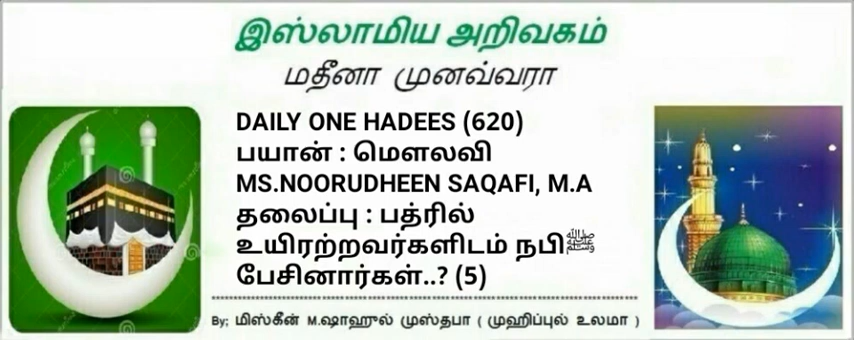 இஸ்லாமிய அறிவகம்
மதீனா முனவ்வரா
DAILY ONE HADEES (620)
பயான் : மௌலவி
MS.NOORUDHEEN SAQAFI, M.A
தலைப்பு : பத்ரில்
உயிரற்றவர்களிடம் நபிﷺ
பேசினார்கள்..? (5)
By; மிஸ்கீன் M.ஷாஹுல் முஸ்தபா ( முஹிப்புல் உலமா )